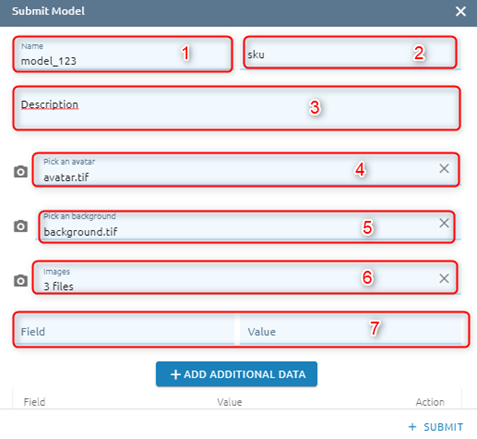 Submit Model
Name
model_123
1
sku
2
Description
3
Pick an avatar
avatar.tif
4
Pick an background
background.tif
5
Images
3 files
6
Field Value
7
+ ADD ADDITIONAL DATA
Field Value Action
+ SUBMIT